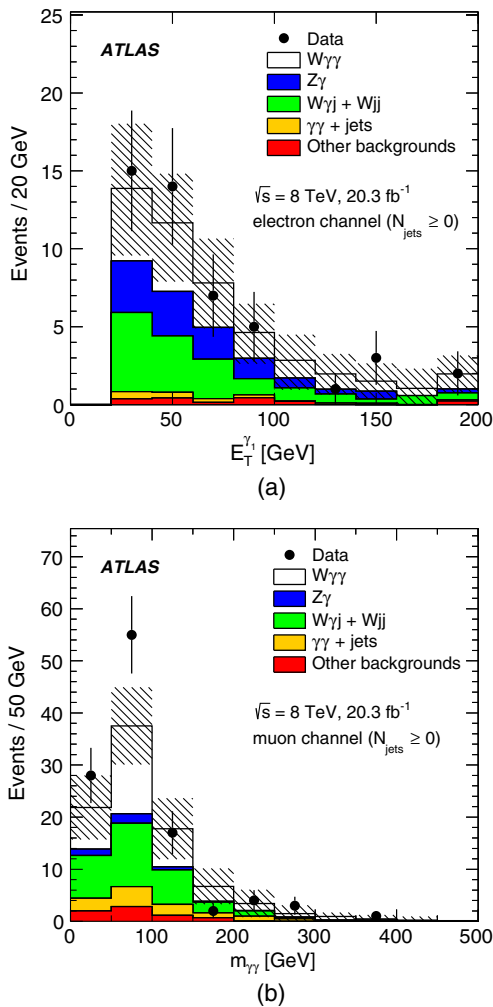 25
20
15
10
5
0
Events / 20 GeV
ATLAS
Data
Wγγ
Zγ
Wγj + Wjj
γγ + jets
Other backgrounds
√s = 8 TeV, 20.3 fb⁻¹
electron channel (N_jets ≥ 0)
0 50 100 150 200
E_T^γ₁ [GeV]
(a)
70
60
50
40
30
20
10
0
Events / 50 GeV
ATLAS
Data
Wγγ
Zγ
Wγj + Wjj
γγ + jets
Other backgrounds
√s = 8 TeV, 20.3 fb⁻¹
muon channel (N_jets ≥ 0)
0 100 200 300 400 500
m_γγ [GeV]
(b)